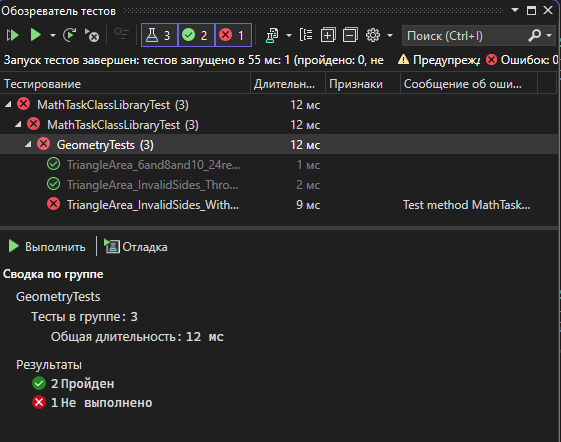 Обозреватель тестов
3 2 1 Поиск (Ctrl+I)
Запуск тестов завершен: тестов запущено в 55 мс: 1 (пройдено: 0, не Предупрежд Ошибок: 0
Тестирование Длительн... Признаки Сообщение об оши...
MathTaskClassLibraryTest (3) 12 мс
MathTaskClassLibraryTest (3) 12 мс
GeometryTests (3) 12 мс
TriangleArea_6and8and10_24re... 1 мс
TriangleArea_InvalidSides_Thro... 2 мс
TriangleArea_InvalidSides_With... 9 мс Test method MathTask...
Выполнить Отладка
Сводка по группе
GeometryTests
Тесты в группе: 3
Общая длительность: 12 мс
Результаты
2 Пройден
1 Не выполнено